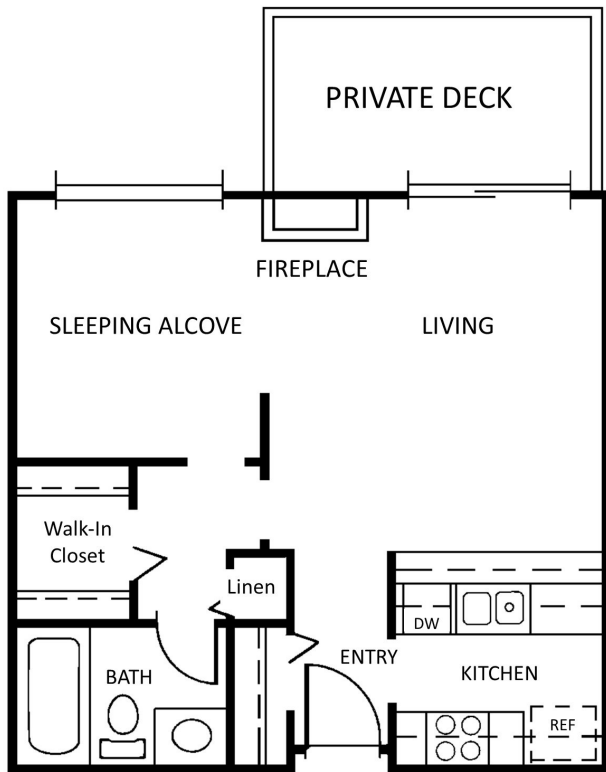 PRIVATE DECK
FIREPLACE
SLEEPING ALCOVE
LIVING
Walk-In
Closet
Linen
DW
ENTRY
KITCHEN
BATH
REF